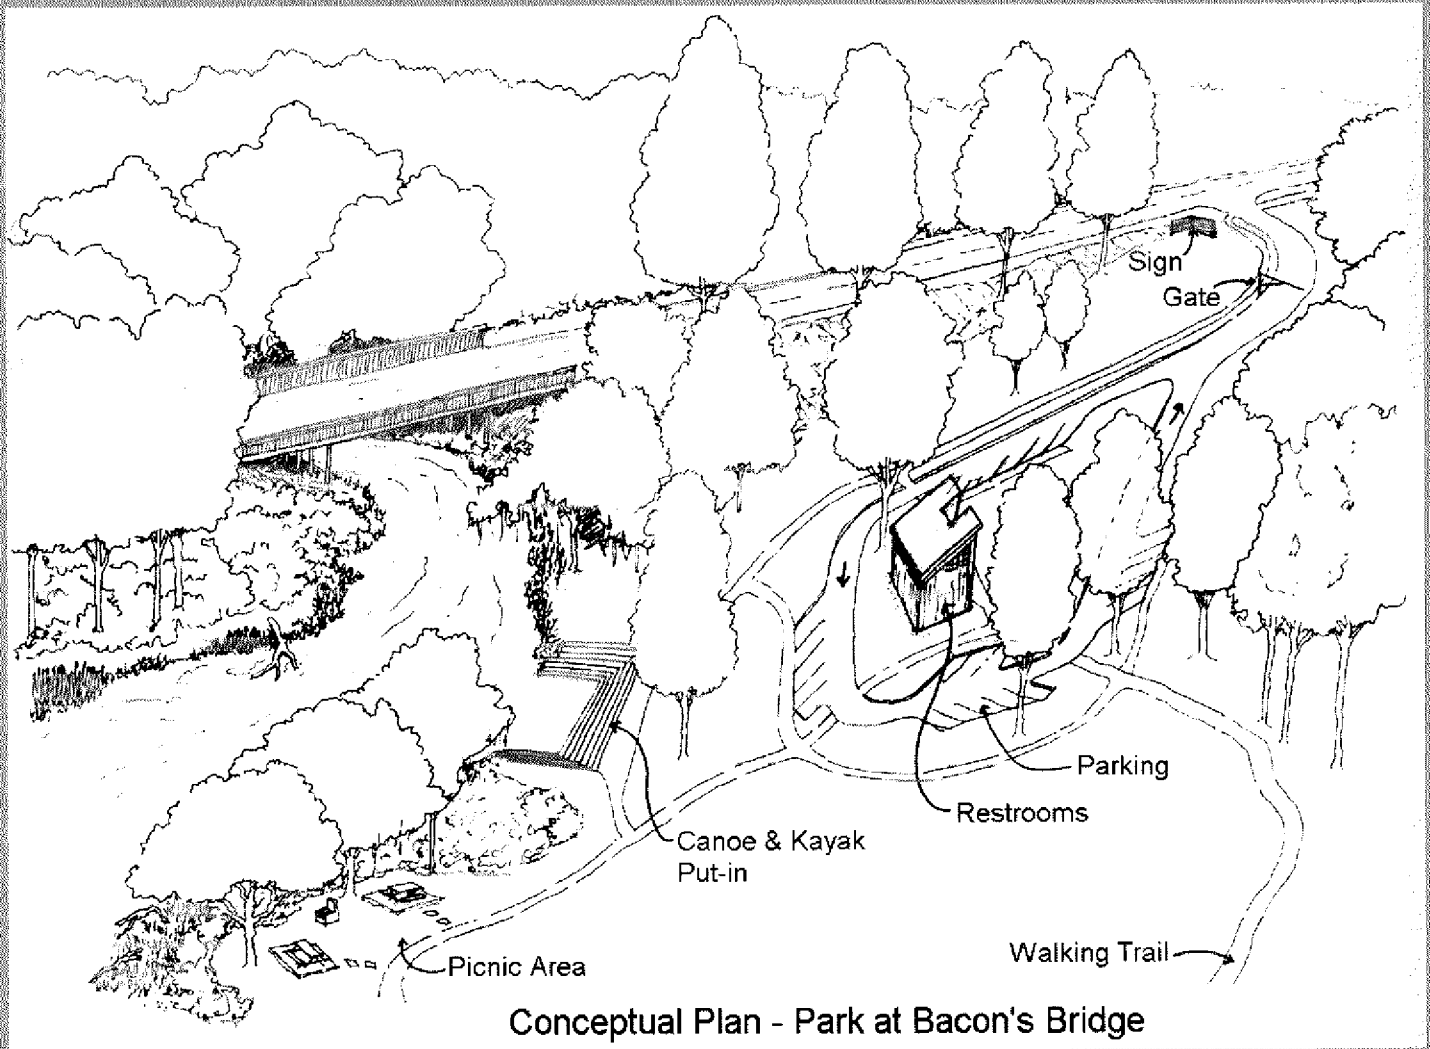 Sign
Gate
Parking
Restrooms
Canoe & Kayak
Put-in
Walking Trail
Picnic Area
Conceptual Plan - Park at Bacon's Bridge